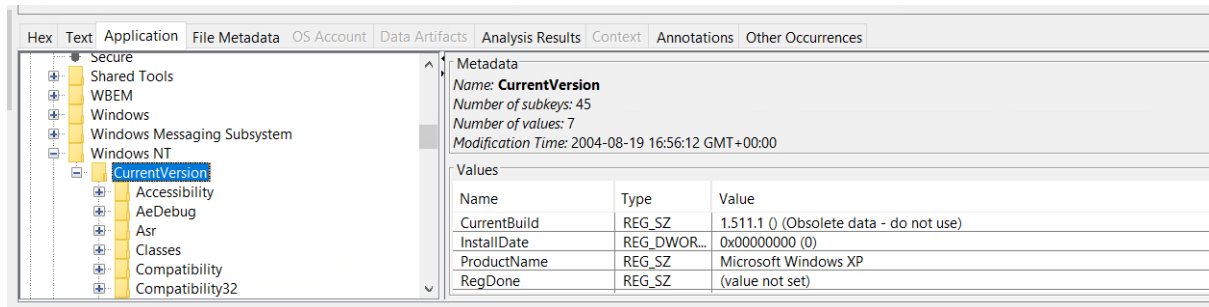 Hex Text Application File Metadata OS Account Data Artifacts Analysis Results Context Annotations Other Occurrences
Secure
Shared Tools
WBEM
Windows
Windows Messaging Subsystem
Windows NT
CurrentVersion
Accessibility
AeDebug
Asr
Classes
Compatibility
Compatibility32
Metadata
Name: CurrentVersion
Number of subkeys: 45
Number of values: 7
Modification Time: 2004-08-19 16:56:12 GMT+00:00
Values
Name Type Value
CurrentBuild REG_SZ 1.511.1 () (Obsolete data - do not use)
InstallDate REG_DWOR... 0x00000000 (0)
ProductName REG_SZ Microsoft Windows XP
RegDone REG_SZ (value not set)